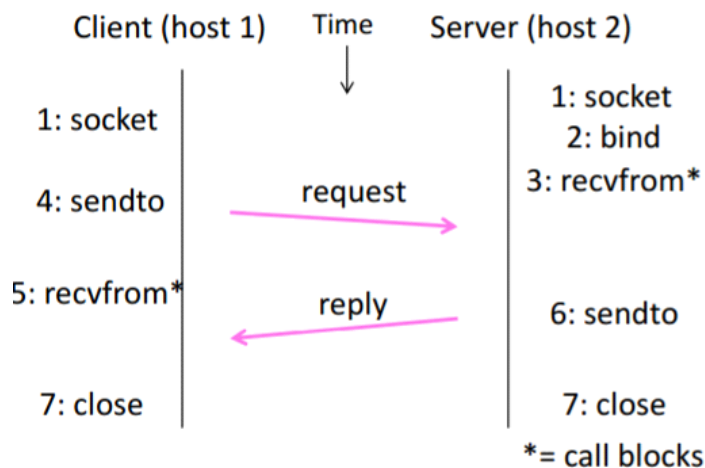 Client (host 1)
Time
Server (host 2)
1: socket
1: socket
2: bind
3: recvfrom*
4: sendto
request
5: recvfrom*
reply
6: sendto
7: close
7: close
*= call blocks